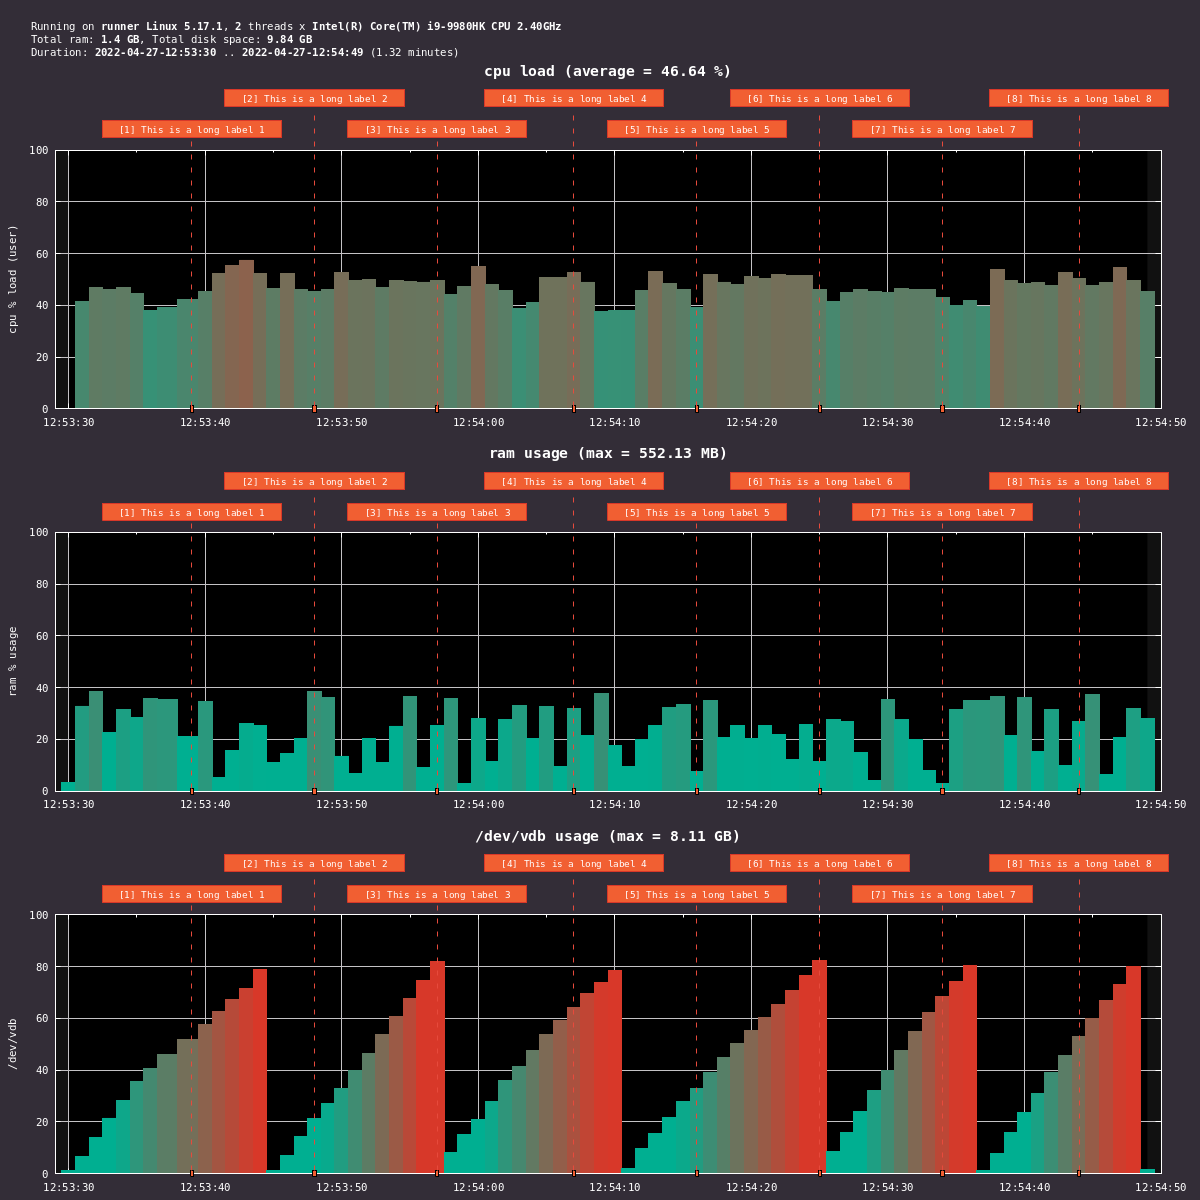 Running on runner Linux 5.17.1, 2 threads x Intel(R) Core(TM) i9-9980HK CPU 2.40GHz
Total ram: 1.4 GB, Total disk space: 9.84 GB
Duration: 2022-04-27-12:53:30 .. 2022-04-27-12:54:49 (1.32 minutes)
cpu load (average = 46.64 %)
[2] This is a long label 2 [4] This is a long label 4 [6] This is a long label 6 [8] This is a long label 8
[1] This is a long label 1 [3] This is a long label 3 [5] This is a long label 5 [7] This is a long label 7
100
80
60
cpu % load (user)
40
20
0
12:53:30 12:53:40 12:53:50 12:54:00 12:54:10 12:54:20 12:54:30 12:54:40 12:54:50
ram usage (max = 552.13 MB)
[2] This is a long label 2 [4] This is a long label 4 [6] This is a long label 6 [8] This is a long label 8
[1] This is a long label 1 [3] This is a long label 3 [5] This is a long label 5 [7] This is a long label 7
100
80
60
ram % usage
40
20
0
12:53:30 12:53:40 12:53:50 12:54:00 12:54:10 12:54:20 12:54:30 12:54:40 12:54:50
/dev/vdb usage (max = 8.11 GB)
[2] This is a long label 2 [4] This is a long label 4 [6] This is a long label 6 [8] This is a long label 8
[1] This is a long label 1 [3] This is a long label 3 [5] This is a long label 5 [7] This is a long label 7
100
80
60
/dev/vdb
40
20
0
12:53:30 12:53:40 12:53:50 12:54:00 12:54:10 12:54:20 12:54:30 12:54:40 12:54:50